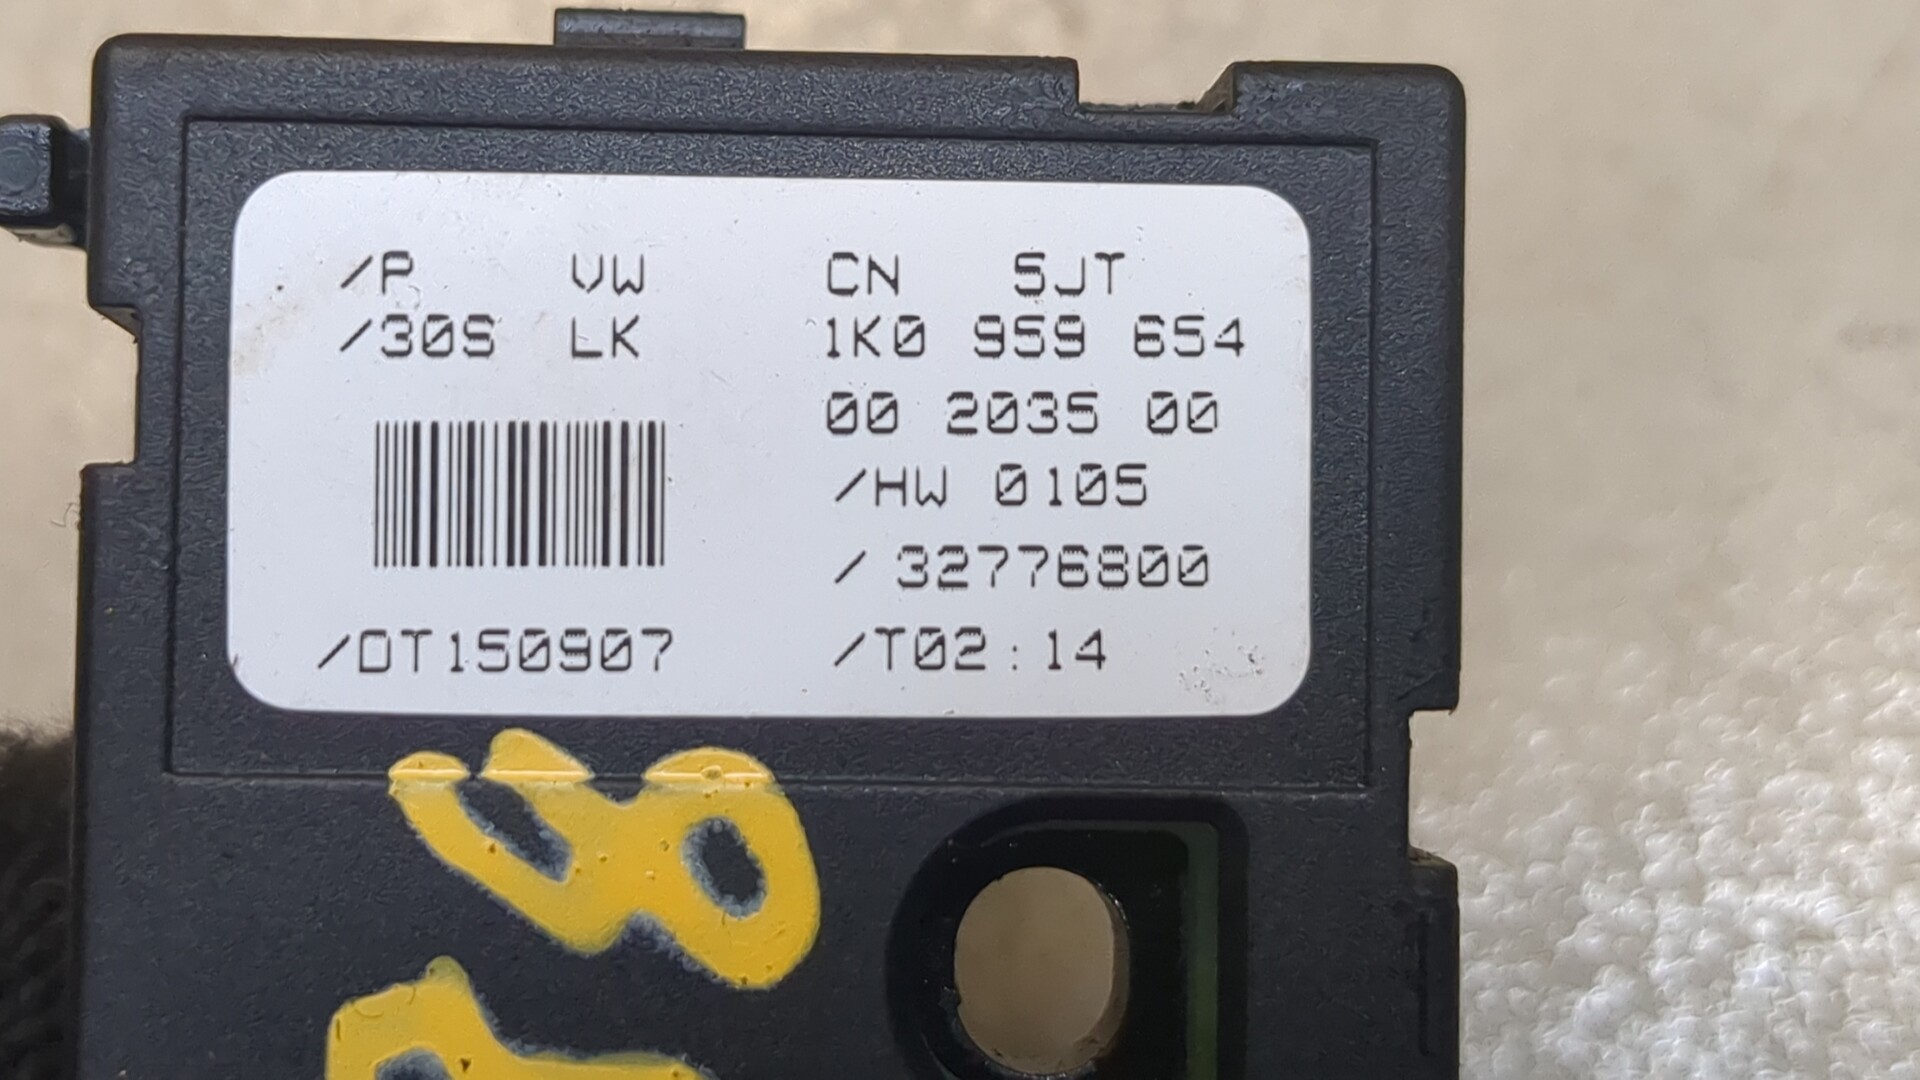 /P VW CN 5JT
/30S LK 1K0 959 654
00 2035 00
/HW 0105
/ 32776800
/DT150907 /T02:14